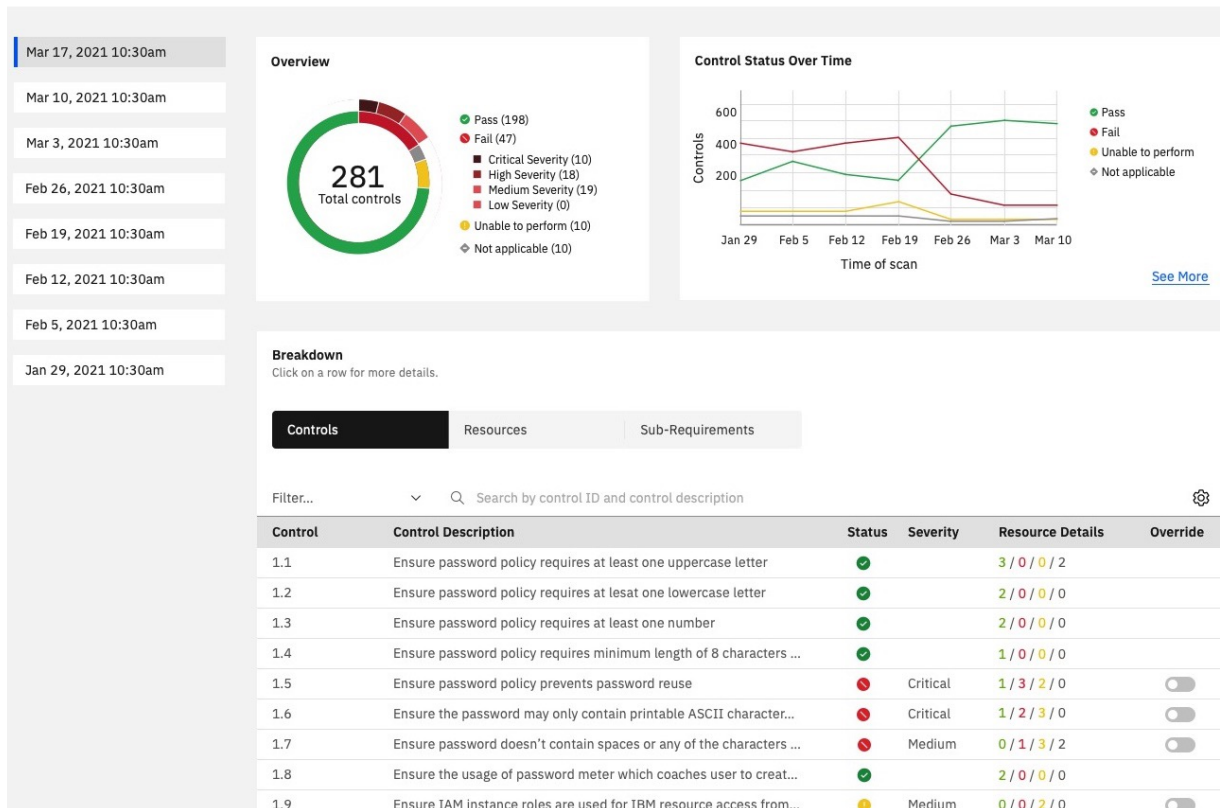 Mar 17, 2021 10:30am
Mar 10, 2021 10:30am
Mar 3, 2021 10:30am
Feb 26, 2021 10:30am
Feb 19, 2021 10:30am
Feb 12, 2021 10:30am
Feb 5, 2021 10:30am
Jan 29, 2021 10:30am
Overview
281
Total controls
Pass (198)
Fail (47)
Critical Severity (10)
High Severity (18)
Medium Severity (19)
Low Severity (0)
Unable to perform (10)
Not applicable (10)
Control Status Over Time
Controls
600
400
200
Jan 29 Feb 5 Feb 12 Feb 19 Feb 26 Mar 3 Mar 10
Time of scan
Pass
Fail
Unable to perform
Not applicable
See More
Breakdown
Click on a row for more details.
Controls Resources Sub-Requirements
Filter... Search by control ID and control description
Control Control Description Status Severity Resource Details Override
1.1 Ensure password policy requires at least one uppercase letter 3 / 0 / 0 / 2
1.2 Ensure password policy requires at lesat one lowercase letter 2 / 0 / 0 / 0
1.3 Ensure password policy requires at least one number 2 / 0 / 0 / 0
1.4 Ensure password policy requires minimum length of 8 characters ... 1 / 0 / 0 / 0
1.5 Ensure password policy prevents password reuse Critical 1 / 3 / 2 / 0
1.6 Ensure the password may only contain printable ASCII character... Critical 1 / 2 / 3 / 0
1.7 Ensure password doesn't contain spaces or any of the characters ... Medium 0 / 1 / 3 / 2
1.8 Ensure the usage of password meter which coaches user to creat... 2 / 0 / 0 / 0
1.9 Ensure IAM instance roles are used for IBM resource access from... Medium 0 / 0 / 2 / 0